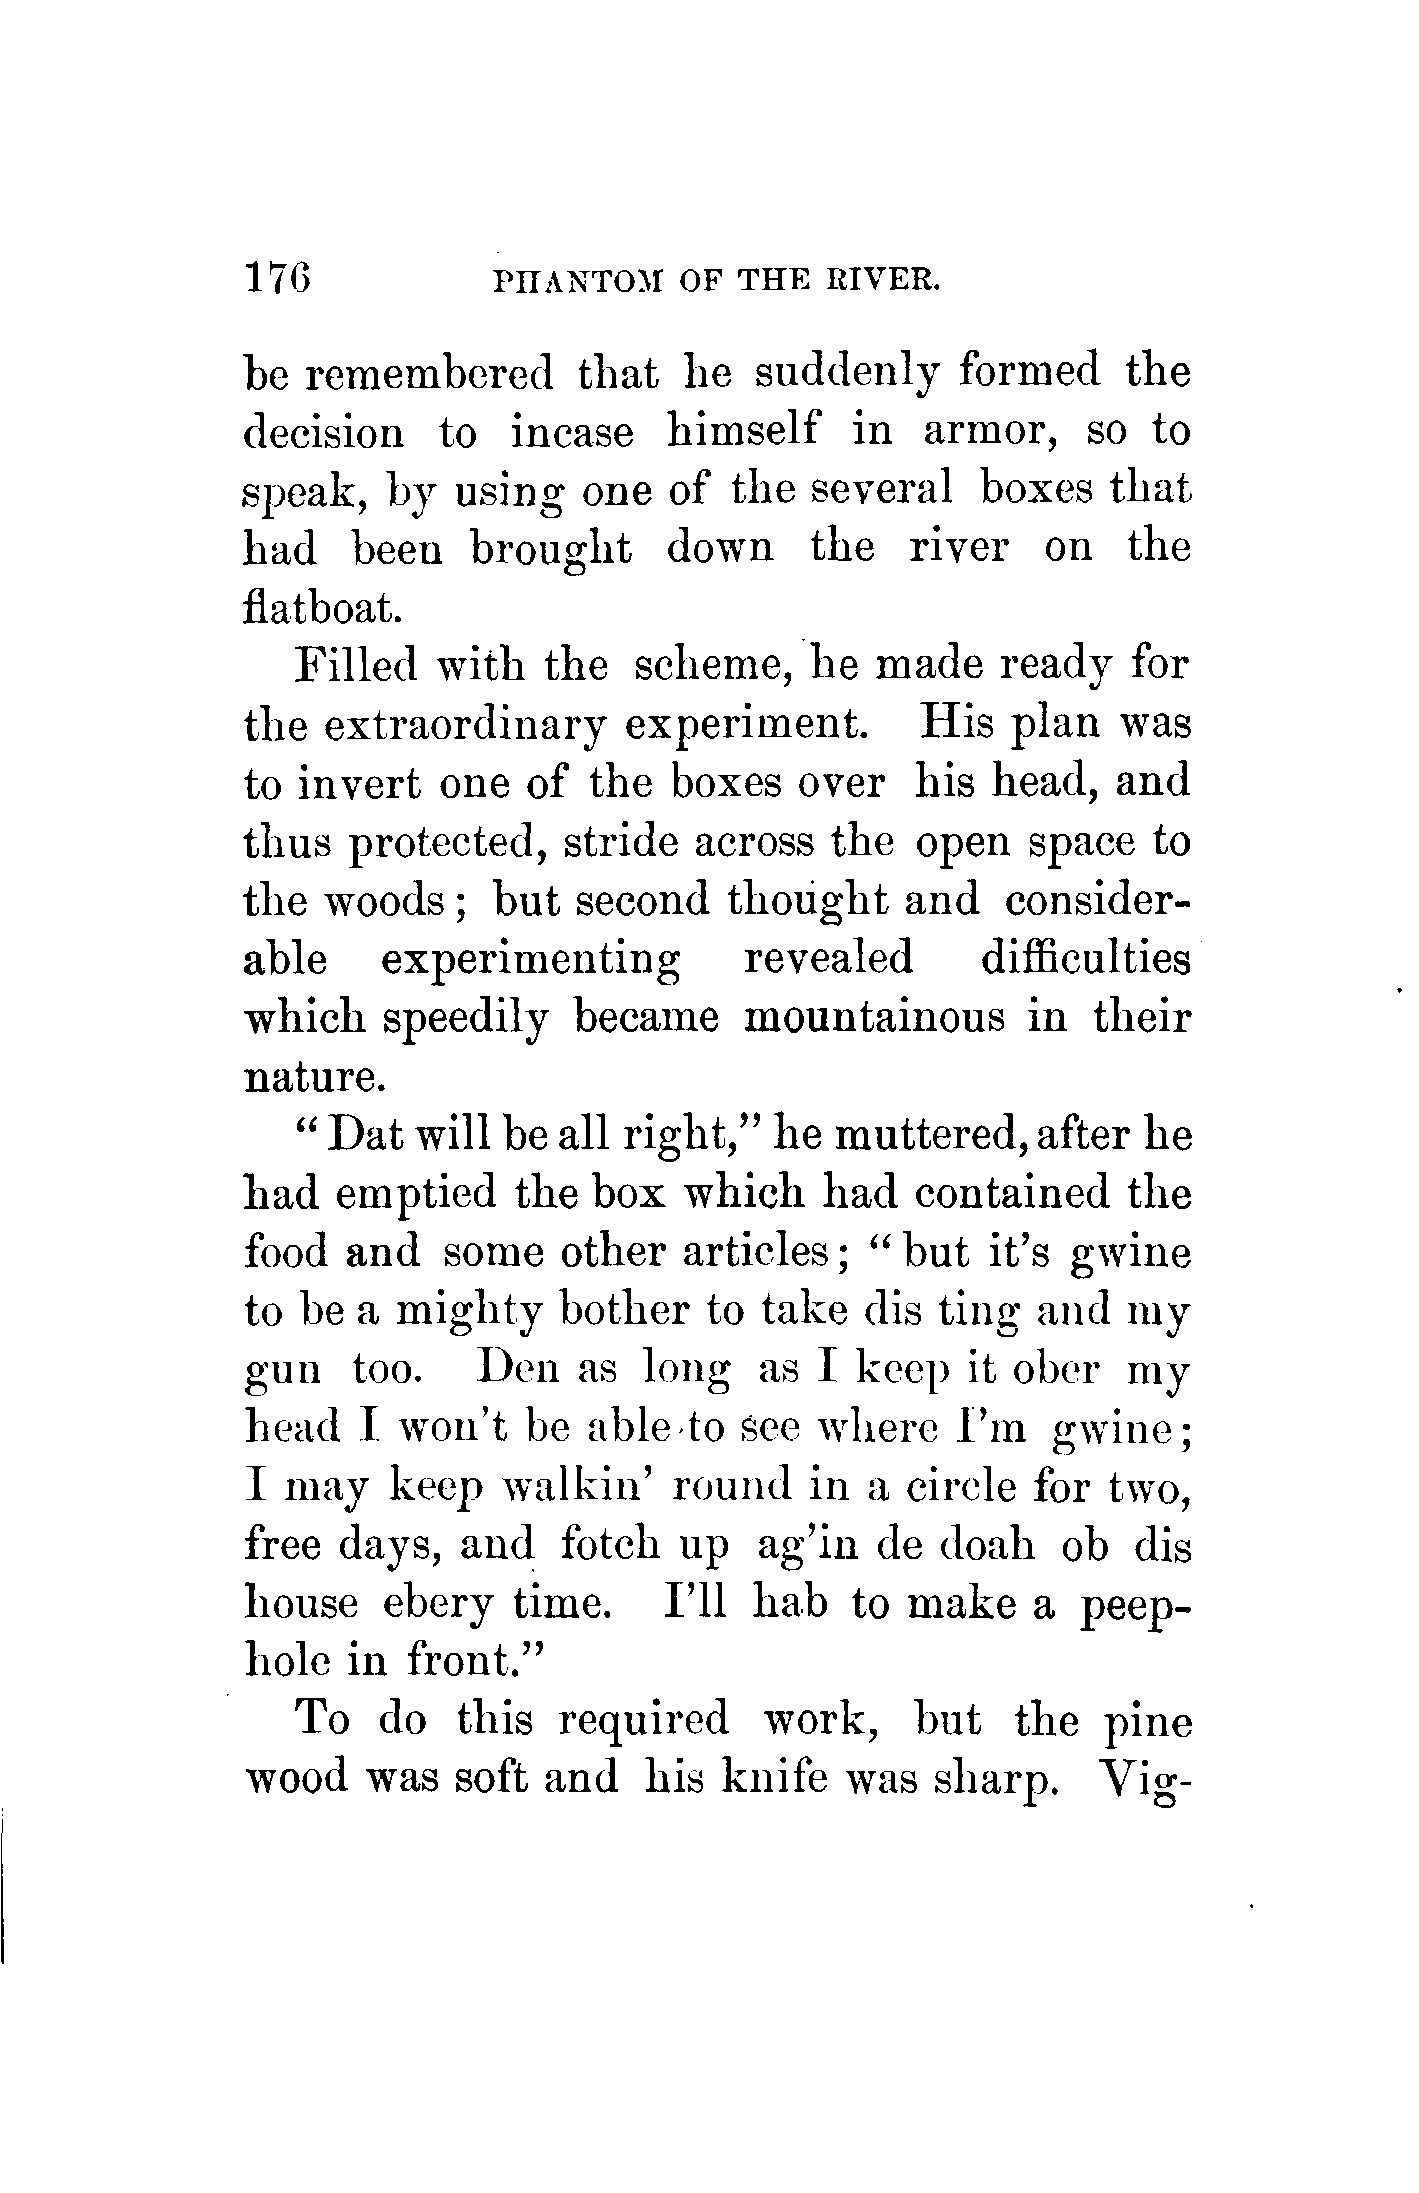 176 PHANTOM OF THE RIVER.
be remembered that he suddenly formed the
decision to incase himself in armor, so to
speak, by using one of the several boxes that
had been brought down the river on the
flatboat.
Filled with the scheme, he made ready for
the extraordinary experiment. His plan was
to invert one of the boxes over his head, and
thus protected, stride across the open space to
the woods; but second thought and consider-
able experimenting revealed difficulties
which speedily became mountainous in their
nature.
“Dat will be all right,” he muttered, after he
had emptied the box which had contained the
food and some other articles; “but it’s gwine
to be a mighty bother to take dis ting and my
gun too. Den as long as I keep it ober my
head I won’t be able to see where I’m gwine;
I may keep walkin’ round in a circle for two,
free days, and fotch up ag’in de doah ob dis
house ebery time. I’ll hab to make a peep-
hole in front.”
To do this required work, but the pine
wood was soft and his knife was sharp. Vig-